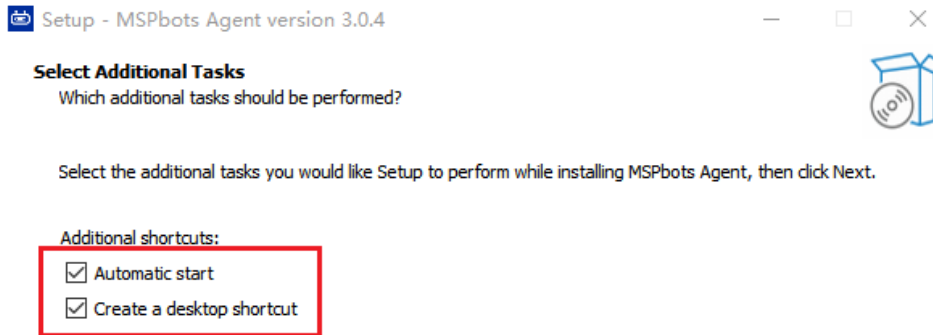 Setup - MSPbots Agent version 3.0.4
Select Additional Tasks
Which additional tasks should be performed?
Select the additional tasks you would like Setup to perform while installing MSPbots Agent, then click Next.
Additional shortcuts:
Automatic start
Create a desktop shortcut